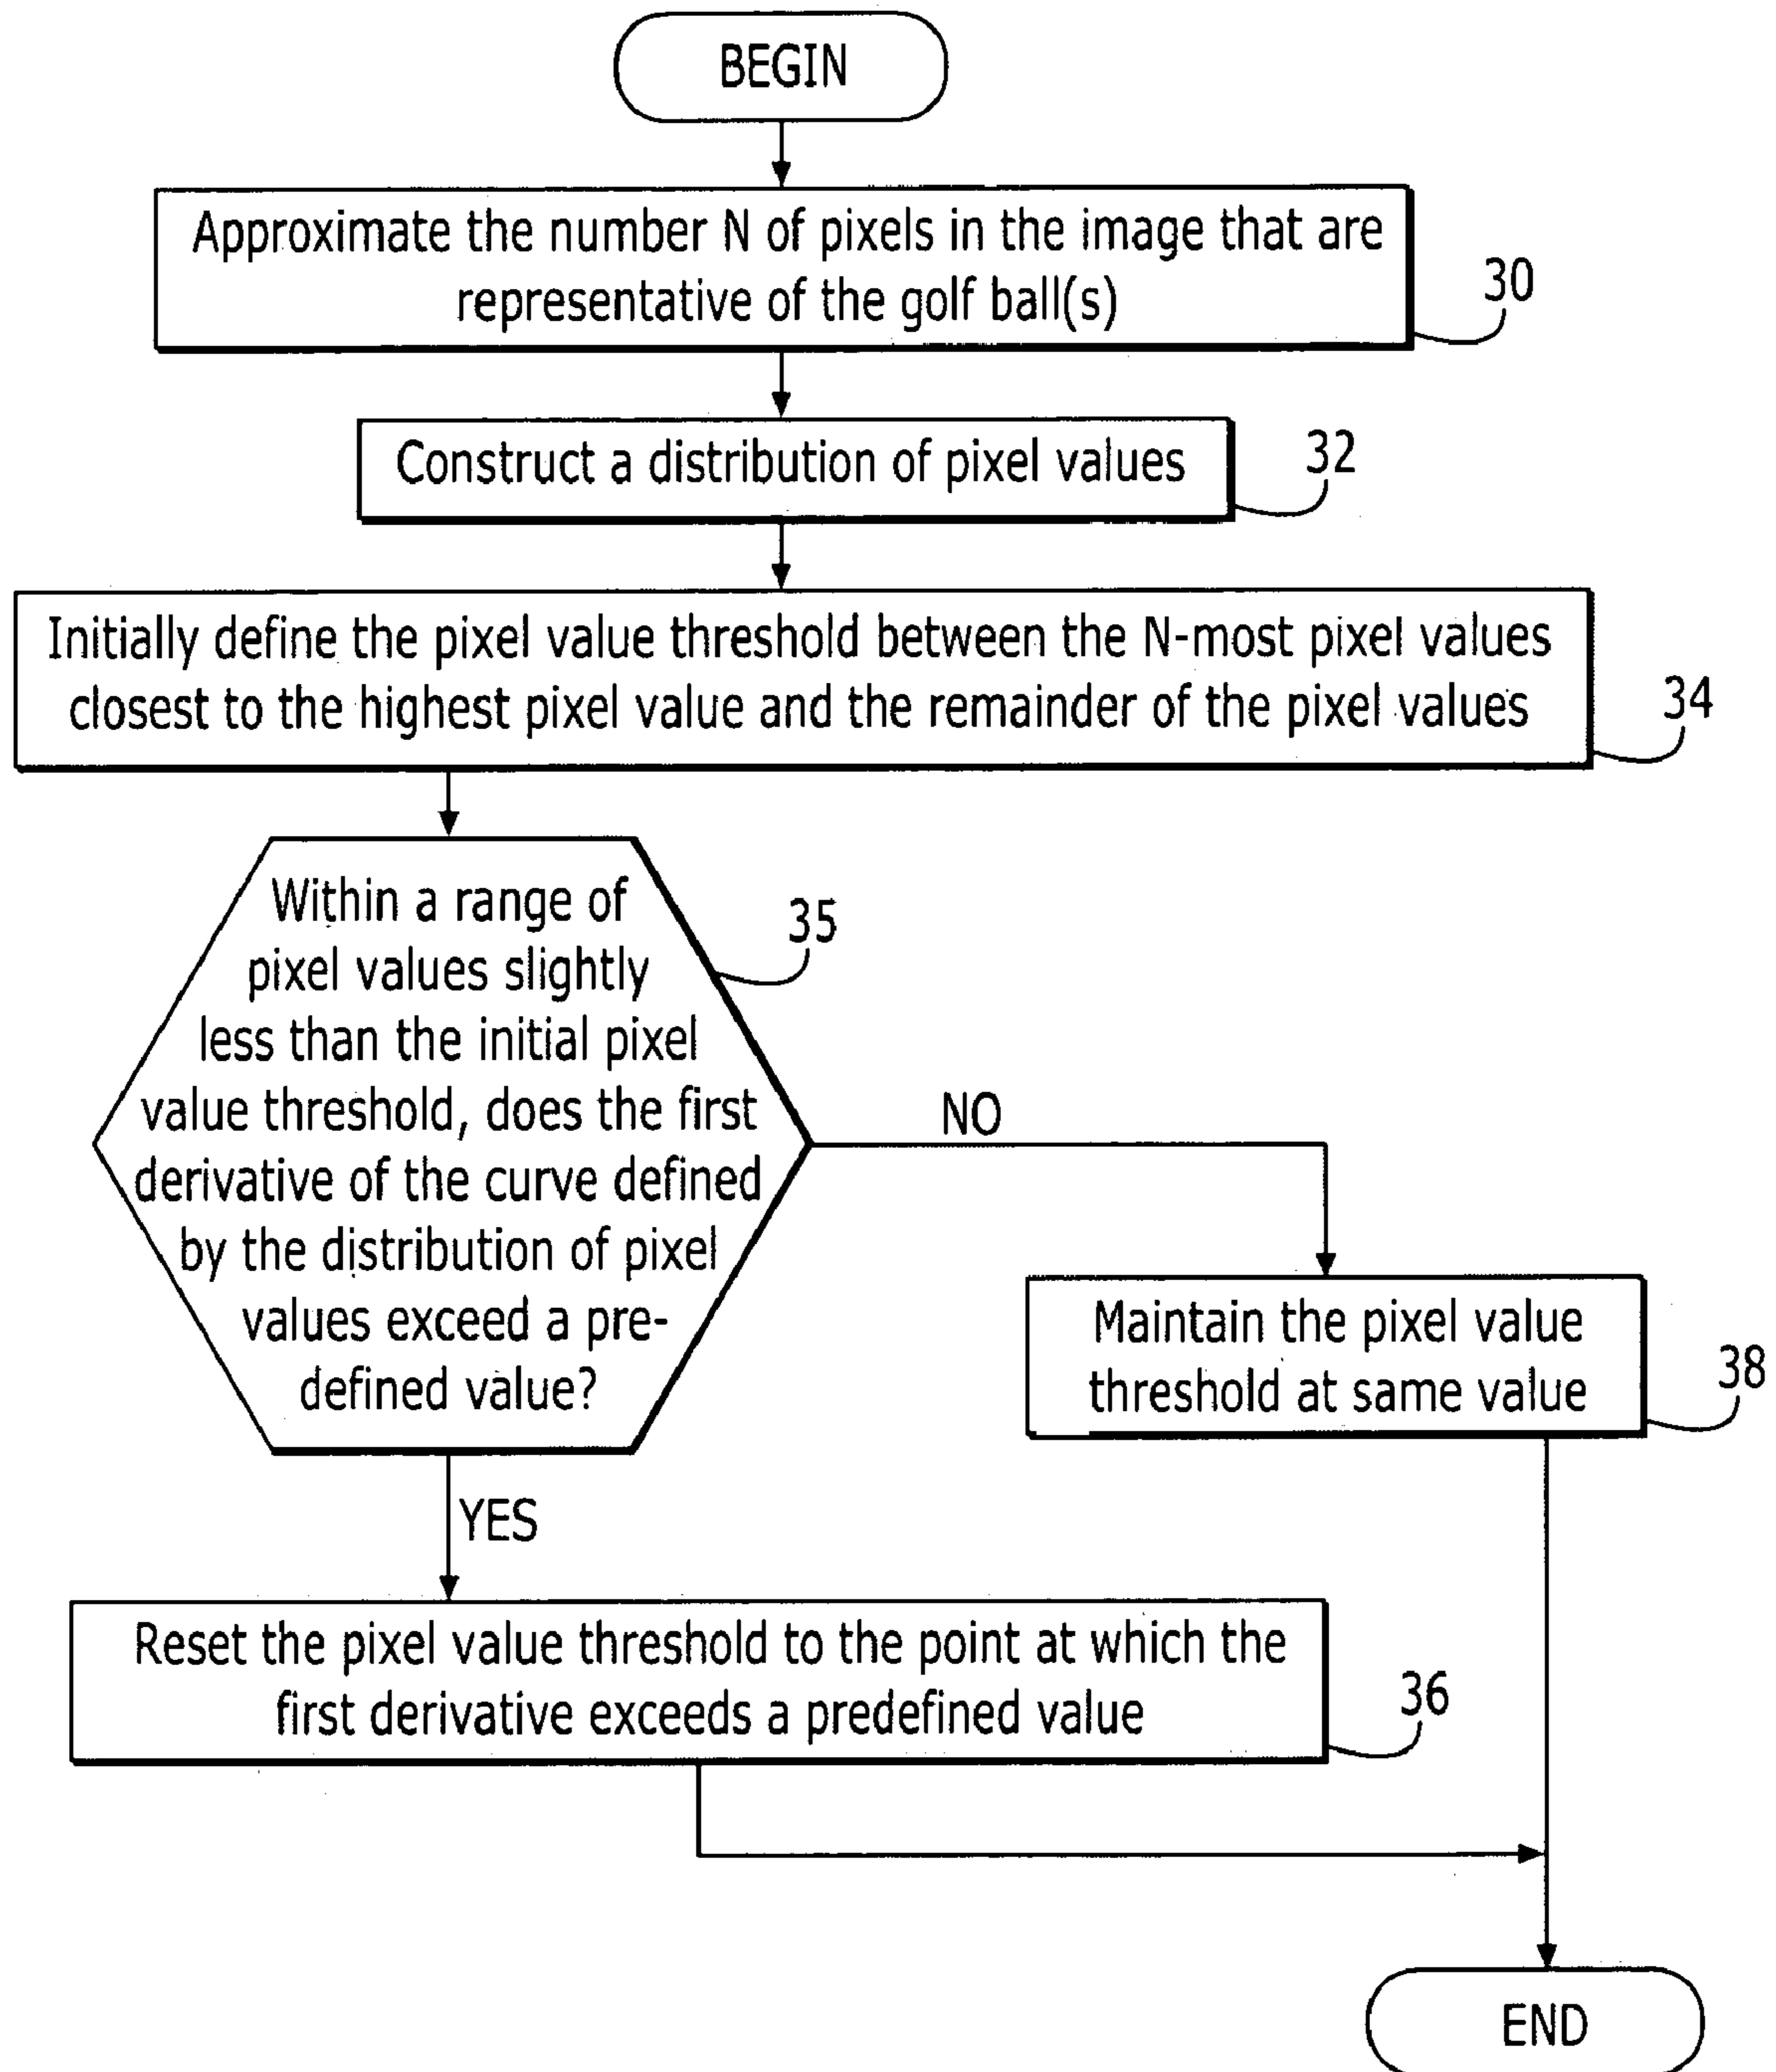 BEGIN
Approximate the number N of pixels in the image that are
representative of the golf ball(s)
30
Construct a distribution of pixel values
32
Initially define the pixel value threshold between the N-most pixel values
closest to the highest pixel value and the remainder of the pixel values
34
Within a range of
pixel values slightly
less than the initial pixel
value threshold, does the first
derivative of the curve defined
by the distribution of pixel
values exceed a pre-
defined value?
35
NO
Maintain the pixel value
threshold at same value
38
YES
Reset the pixel value threshold to the point at which the
first derivative exceeds a predefined value
36
END